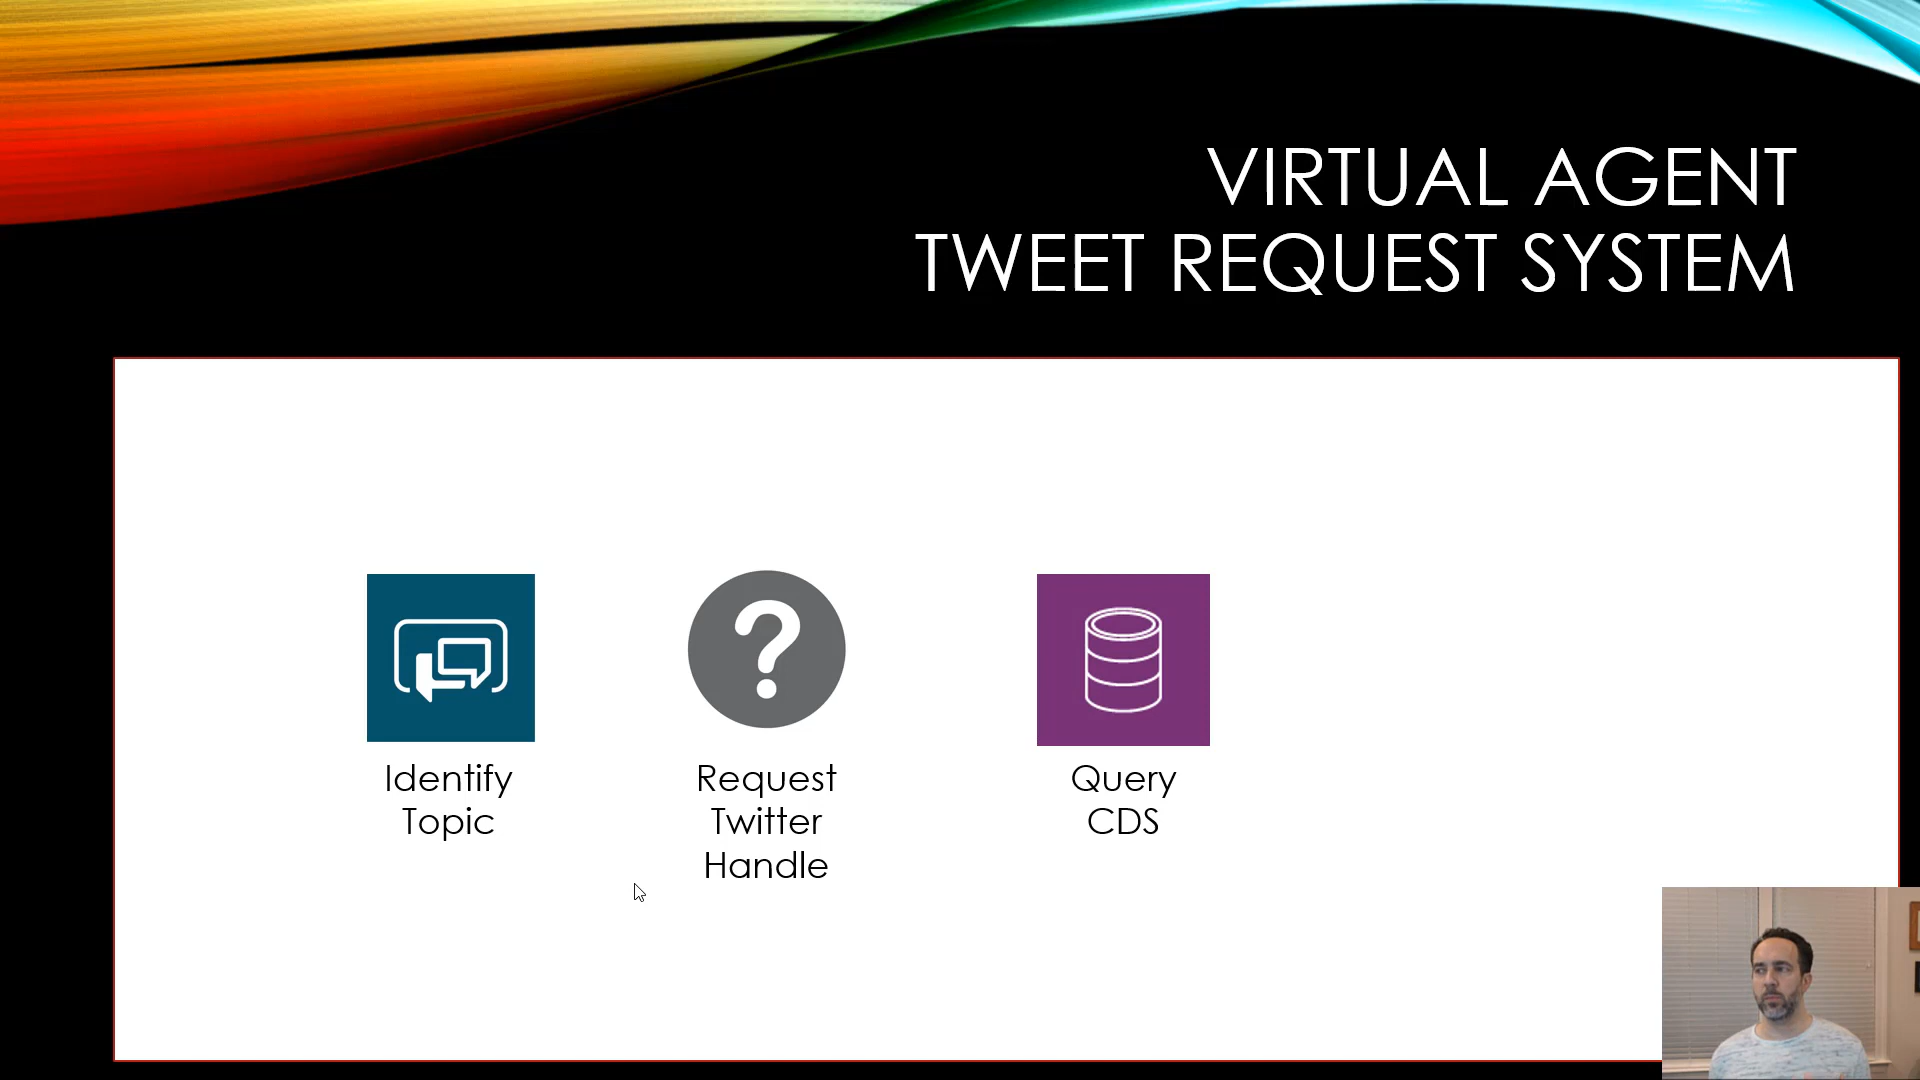 VIRTUAL AGENT
TWEET REQUEST SYSTEM
Identify
Topic
?
Request
Twitter
Handle
Query
CDS